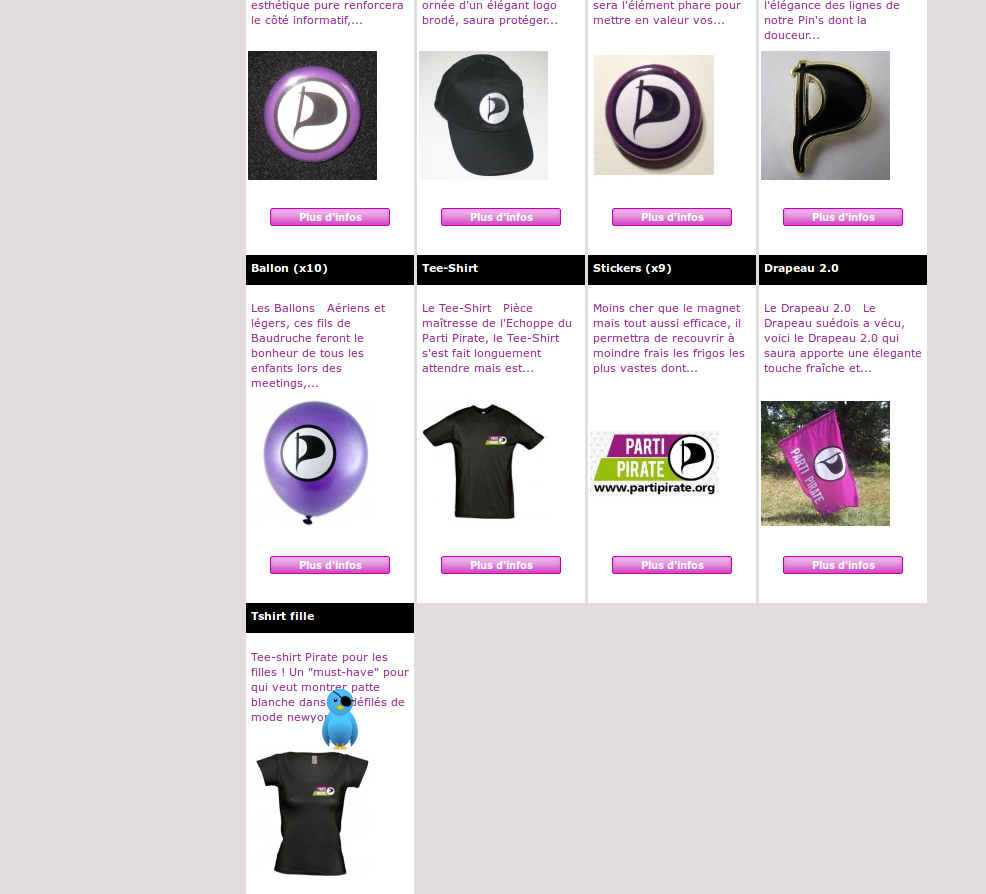 esthétique pure renforcera
le côté informatif,...
ornée d'un élégant logo
brodé, saura protéger...
sera l'élément phare pour
mettre en valeur vos...
l'élégance des lignes de
notre Pin's dont la
douceur...
Plus d'infos
Plus d'infos
Plus d'infos
Plus d'infos
Ballon (x10)
Les Ballons Aériens et
légers, ces fils de
Baudruche feront le
bonheur de tous les
enfants lors des
meetings,...
Plus d'infos
Tee-Shirt
Le Tee-Shirt Pièce
maîtresse de l'Echoppe du
Parti Pirate, le Tee-Shirt
s'est fait longuement
attendre mais est...
PARTI
PIRATE
Plus d'infos
Stickers (x9)
Moins cher que le magnet
mais tout aussi efficace, il
permettra de recouvrir à
moindre frais les frigos les
plus vastes dont...
PARTI
PIRATE
www.partipirate.org
Plus d'infos
Drapeau 2.0
Le Drapeau 2.0 Le
Drapeau suédois a vécu,
voici le Drapeau 2.0 qui
saura apporte une élegante
touche fraîche et...
PARTI PIRATE
Plus d'infos
Tshirt fille
Tee-shirt Pirate pour les
filles ! Un "must-have" pour
qui veut montrer patte
blanche dans défilés de
mode
PARTI
PIRATE